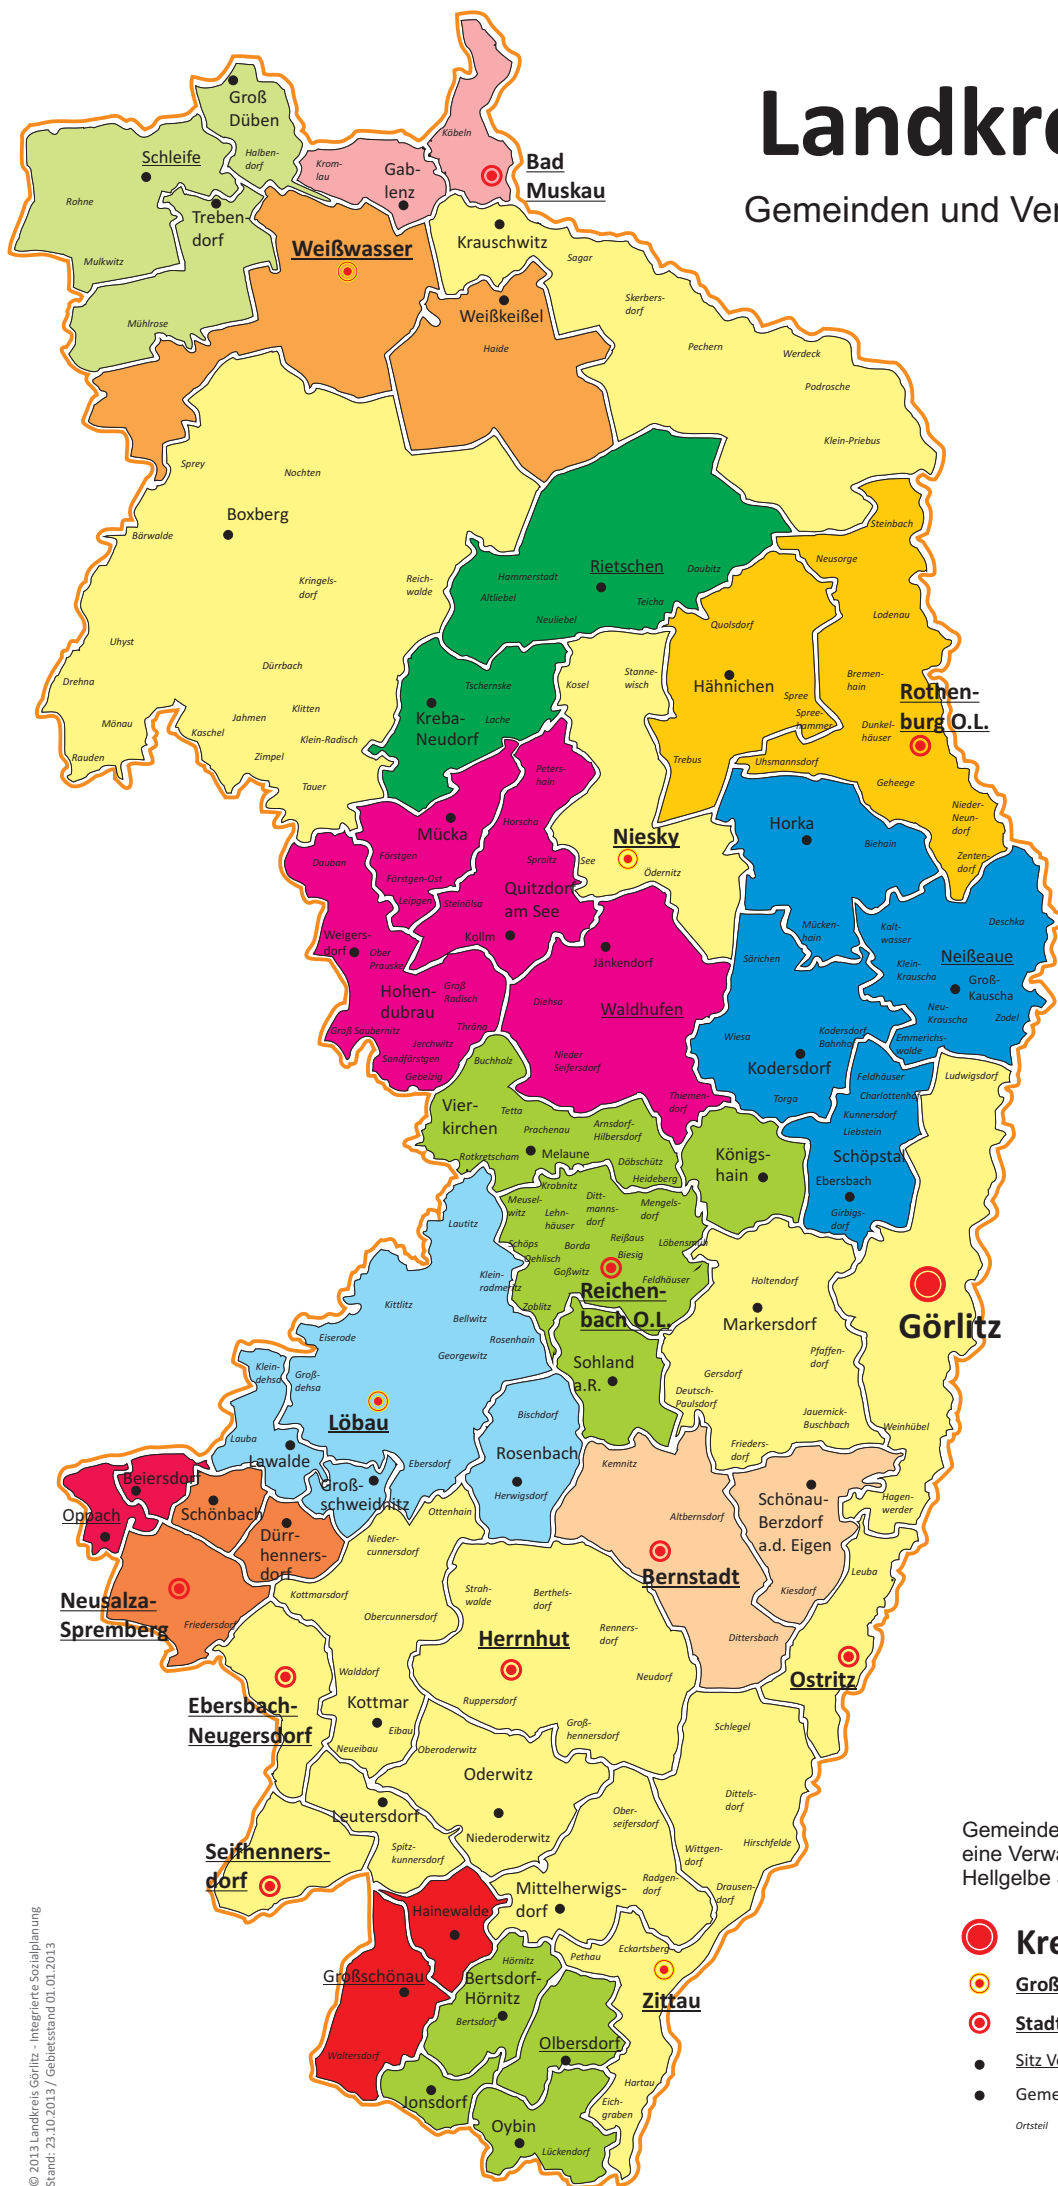 Landkre
Gemeinden und Ver
Groß
Düben
Schleife
Halben-
dorf
Rohne
Treben-
dorf
Mulkwitz
Mühlrose
Krom-
lau
Gab-
lenz
Köbeln
Bad
Muskau
Weißwasser
Krauschwitz
Sagar
Skerbers-
dorf
Pechern
Werdeck
Podrosche
Klein-Priebus
Weißkeißel
Haide
Sprey
Nochten
Boxberg
Bärwalde
Kringels-
dorf
Reich-
walde
Uhyst
Drehna
Dürrbach
Mönau
Jahmen
Klitten
Kaschel
Klein-Radisch
Rauden
Zimpel
Tauer
Rietschen
Hammerstadt
Daubitz
Altliebel
Teicha
Neuliebel
Tschernske
Kreba-
Neudorf
Lache
Steinbach
Neusorge
Lodenau
Quolsdorf
Hähnichen
Bremen-
hain
Spree
Spree-
hammer
Dunkel-
häuser
Rothen-
burg O.L.
Trebus
Uhsmannsdorf
Geheege
Nieder-
Neun-
dorf
Zenten-
dorf
Kosel
Stanne-
wisch
Niesky
See
Ödernitz
Peters-
hain
Mücka
Horscha
Dauban
Förstgen
Sproitz
Förstgen-Ost
Leipgen
Steinölsa
Quitzdorf
am See
Kollm
Weigers-
dorf
Ober
Prauske
Hohen-
dubrau
Groß
Radisch
Groß Saubernitz
Thräna
Jerchwitz
Sandförstgen
Gebelzig
Jänkendorf
Diehsa
Waldhufen
Nieder
Seifersdorf
Thiemen-
dorf
Horka
Biehain
Mücken-
hain
Särichen
Kalt-
wasser
Deschka
Klein-
Krauscha
Neißeaue
Groß-
Kauscha
Neu-
Krauscha
Zodel
Emmerichs-
walde
Wiesa
Kodersdorf
Bahnhof
Kodersdorf
Torga
Feldhäuser
Charlottenhof
Kunnersdorf
Liebstein
Schöpstal
Ebersbach
Girbigs-
dorf
Ludwigsdorf
Buchholz
Vier-
kirchen
Tetta
Prachenau
Arnsdorf-
Hilbersdorf
Rotkretscham
Melaune
Döbschütz
Heideberg
Königs-
hain
Krobnitz
Meusel-
witz
Lehn-
häuser
Ditt-
manns-
dorf
Mengels-
dorf
Schöps
Borda
Reißaus
Löbensmüh
Oehlisch
Biesig
Goßwitz
Feldhäuser
Reichen-
bach O.L.
Zoblitz
Sohland
a.R.
Lautitz
Klein-
radmeritz
Kittlitz
Bellwitz
Eiserode
Rosenhain
Georgewitz
Klein-
dehsa
Groß-
dehsa
Löbau
Lauba
Lawalde
Ebersdorf
Groß-
schweidnitz
Bischdorf
Rosenbach
Herwigsdorf
Holtendorf
Markersdorf
Pfaffen-
dorf
Gersdorf
Deutsch-
Paulsdorf
Jauernick-
Buschbach
Frieders-
dorf
Görlitz
Weinhübel
Hagen-
werder
Beiersdorf
Oppach
Schönbach
Dürr-
henners-
dorf
Neusalza-
Spremberg
Friedersdorf
Kemnitz
Altbernsdorf
Bernstadt
Dittersbach
Schönau-
Berzdorf
a.d. Eigen
Kiesdorf
Leuba
Ostritz
Ottenhain
Nieder-
cunnersdorf
Kottmarsdorf
Obercunnersdorf
Walddorf
Kottmar
Eibau
Neueibau
Ebersbach-
Neugersdorf
Strah-
walde
Berthels-
dorf
Renners-
dorf
Herrnhut
Neudorf
Ruppersdorf
Groß-
hennersdorf
Oberoderwitz
Oderwitz
Niederoderwitz
Leutersdorf
Spitz-
kunnersdorf
Seifhenners-
dorf
Schlegel
Dittels-
dorf
Hirschfelde
Wittgen-
dorf
Drausen-
dorf
Ober-
seifersdorf
Radgen-
dorf
Mittelherwigs-
dorf
Pethau
Eckartsberg
Zittau
Hartau
Eich-
graben
Hainewalde
Großschönau
Waltersdorf
Hörnitz
Bertsdorf-
Hörnitz
Bertsdorf
Olbersdorf
Jonsdorf
Oybin
Lückendorf
Gemeinde
eine Verwa
Hellgelbe
Kre
Groß
Stadt
Sitz Ve
Geme
Ortsteil
© 2013 Landkreis Görlitz - Integrierte Sozialplanung
Stand: 23.10.2013 / Gebietsstand 01.01.2013